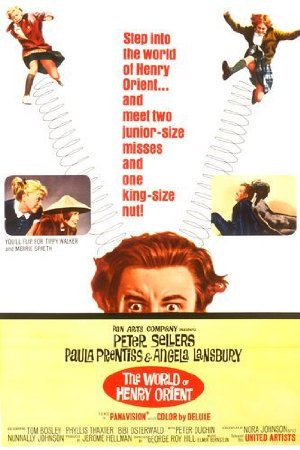 Step into
the world
of Henry
Orient...
and
meet two
junior-size
misses
and
one
king-size
nut!
YOU'LL FLIP FOR TIPPY WALKER
AND MERRIE SPAETH
PAN ARTS COMPANY presents
PETER SELLERS
PAULA PRENTISS & ANGELA LANSBURY
THE WORLD OF
HENRY ORIENT
PANAVISION COLOR by DELUXE
TOM BOSLEY PHYLLIS THAXTER BIBI OSTERWALD PETER DUCHIN NORA JOHNSON
NUNNALLY JOHNSON JEROME HELLMAN GEORGE ROY HILL ELMER BERNSTEIN UNITED ARTISTS